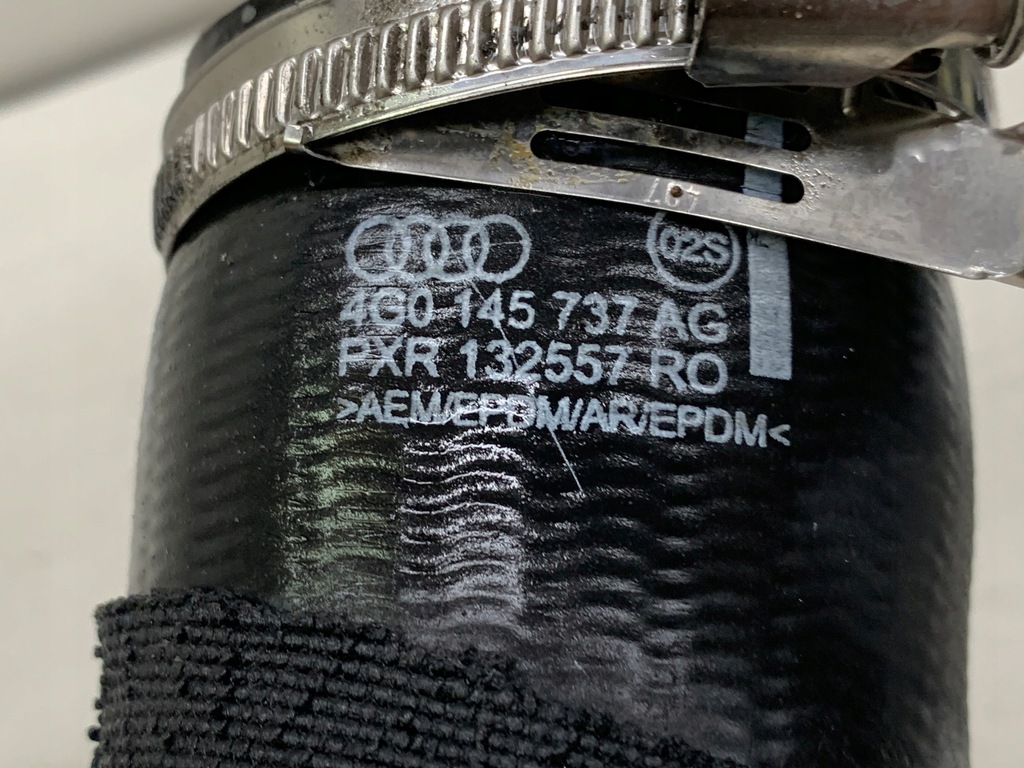 02S
4G0 145 737 AG
PXR 132557 RO
>AEM/EPDM/AR/EPDM<